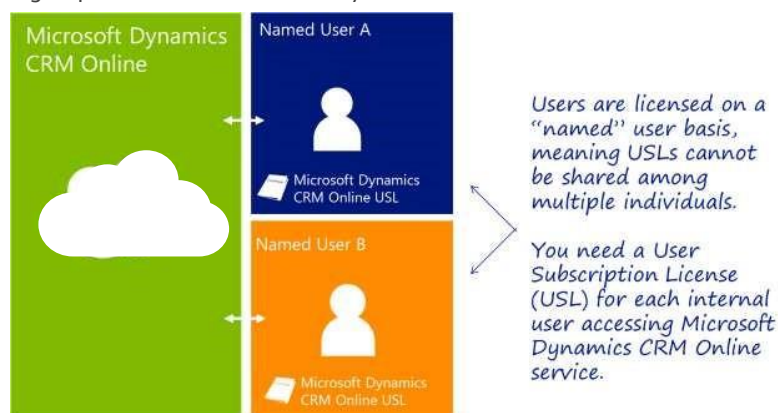 Microsoft Dynamics
CRM Online
Named User A
Microsoft Dynamics
CRM Online USL
Named User B
Microsoft Dynamics
CRM Online USL
Users are licensed on a
“named” user basis,
meaning USLs cannot
be shared among
multiple individuals.
You need a User
Subscription License
(USL) for each internal
user accessing Microsoft
Dynamics CRM Online
service.